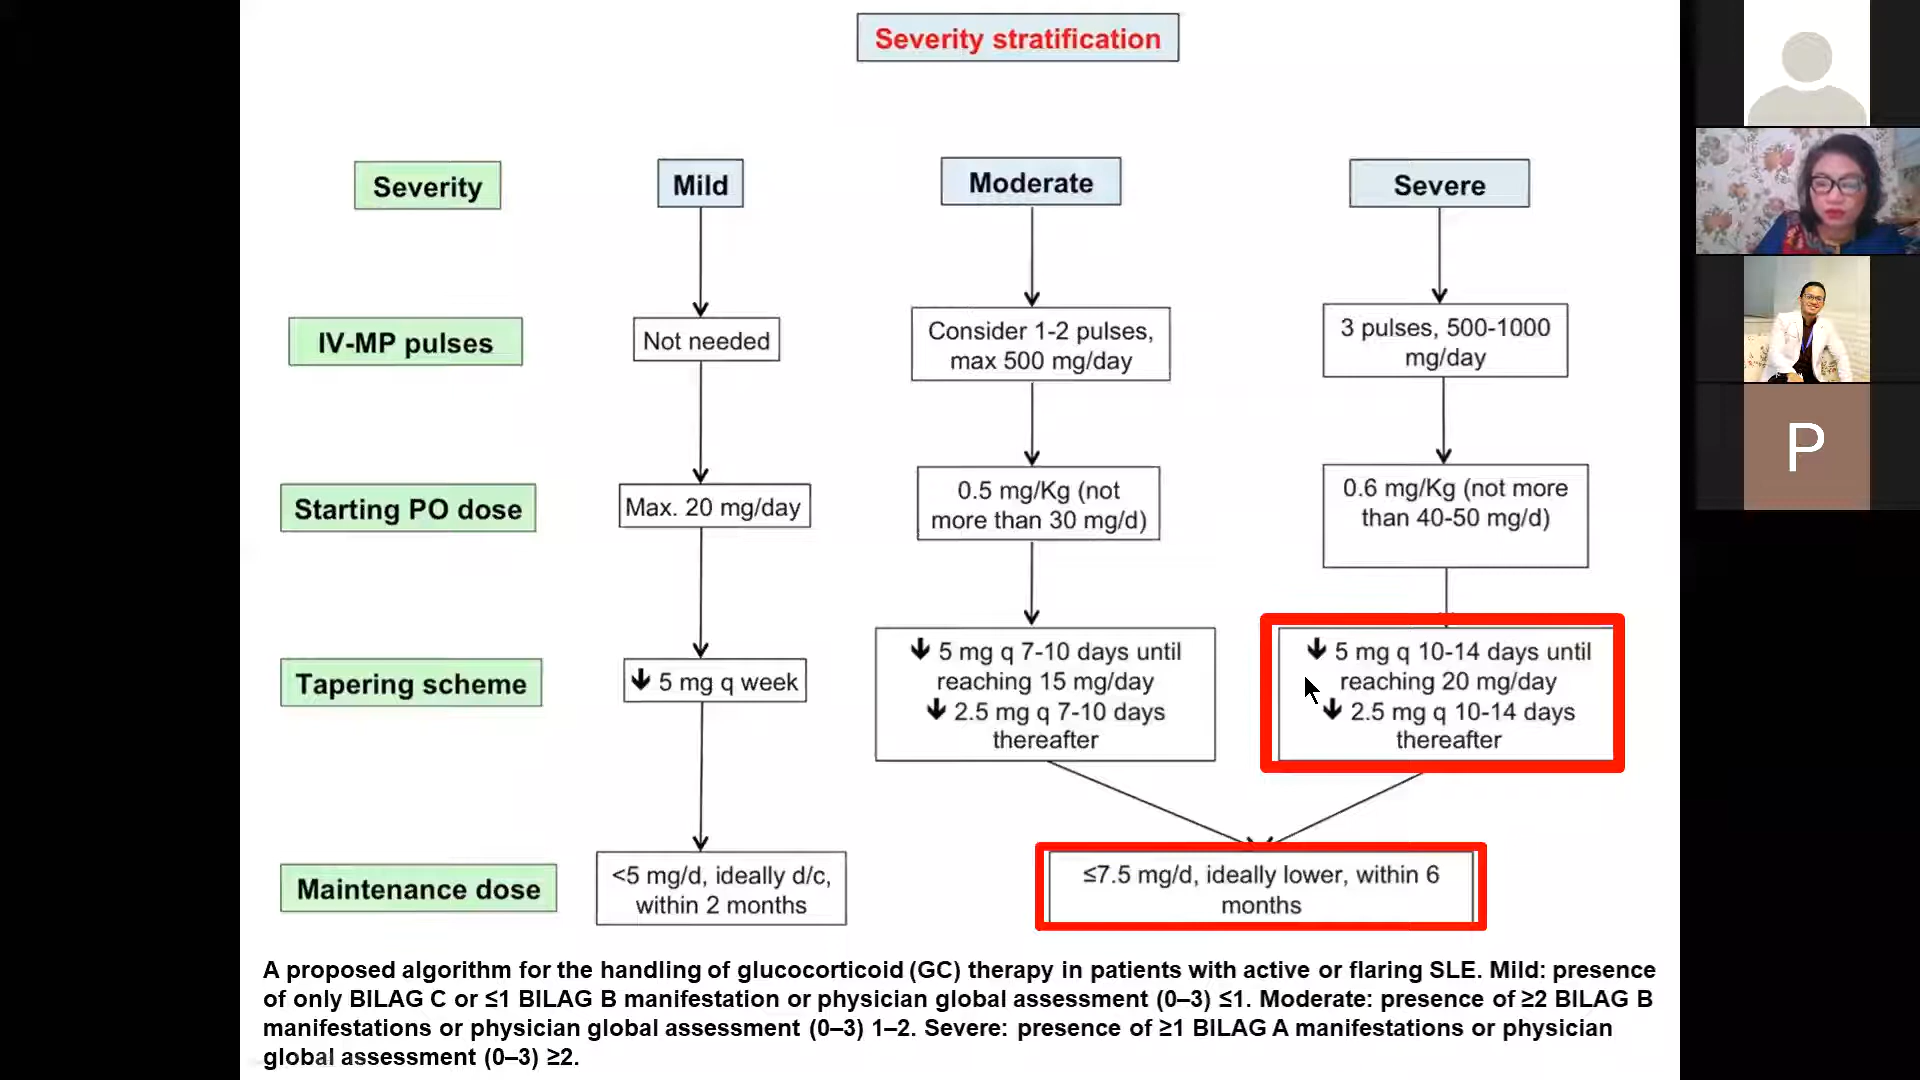 Severity stratification
Severity
Mild
Moderate
Severe
IV-MP pulses
Not needed
Consider 1-2 pulses,
max 500 mg/day
3 pulses, 500-1000
mg/day
Starting PO dose
Max. 20 mg/day
0.5 mg/Kg (not
more than 30 mg/d)
0.6 mg/Kg (not more
than 40-50 mg/d)
Tapering scheme
🡻 5 mg q week
🡻 5 mg q 7-10 days until
reaching 15 mg/day
🡻 2.5 mg q 7-10 days
thereafter
🡻 5 mg q 10-14 days until
reaching 20 mg/day
🡻 2.5 mg q 10-14 days
thereafter
Maintenance dose
<5 mg/d, ideally d/c,
within 2 months
≤7.5 mg/d, ideally lower, within 6
months
A proposed algorithm for the handling of glucocorticoid (GC) therapy in patients with active or flaring SLE. Mild: presence
of only BILAG C or ≤1 BILAG B manifestation or physician global assessment (0–3) ≤1. Moderate: presence of ≥2 BILAG B
manifestations or physician global assessment (0–3) 1–2. Severe: presence of ≥1 BILAG A manifestations or physician
global assessment (0–3) ≥2.
P